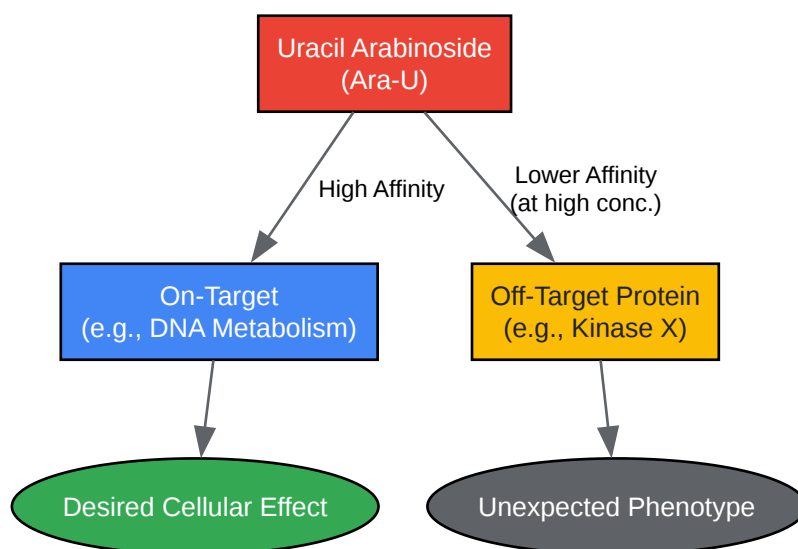 Uracil Arabinoside
(Ara-U)
High Affinity
Lower Affinity
(at high conc.)
On-Target
(e.g., DNA Metabolism)
Off-Target Protein
(e.g., Kinase X)
Desired Cellular Effect
Unexpected Phenotype